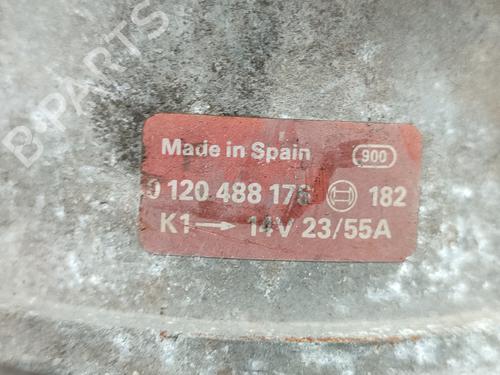 B-PARTS
Made in Spain 900
0 120 488 176 182
K1→ 14V 23/55A